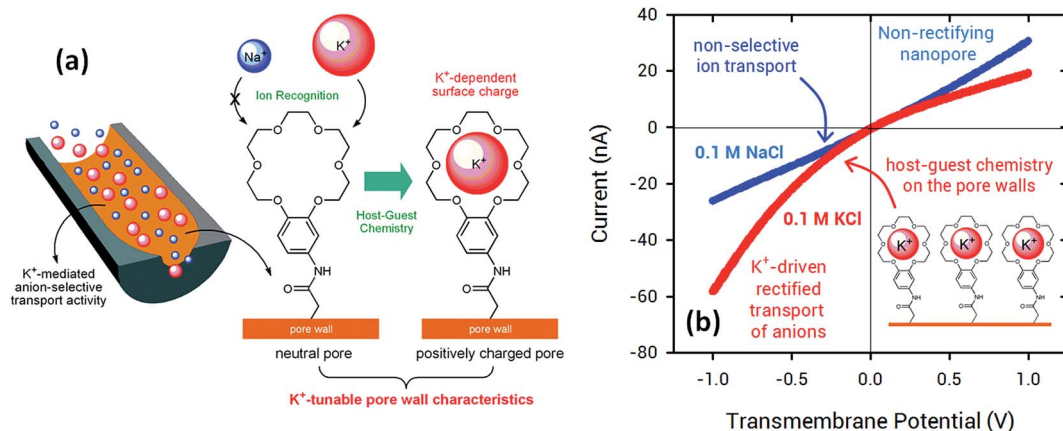 (a)
Na⁺
K⁺
Ion Recognition
K⁺-dependent
surface charge
K⁺
Host-Guest
Chemistry
O
O
O
O
O
O
NH
O
O
O
O
O
O
O
NH
O
K⁺-mediated
anion-selective
transport activity
pore wall
pore wall
neutral pore
positively charged pore
K⁺-tunable pore wall characteristics
(b)
Current (nA)
40
20
0
-20
-40
-60
-80
non-selective
ion transport
Non-rectifying
nanopore
0.1 M NaCl
0.1 M KCl
host-guest chemistry
on the pore walls
K⁺
K⁺
K⁺
NH
NH
NH
K⁺-driven
rectified
transport
of anions
-1.0
-0.5
0.0
0.5
1.0
Transmembrane Potential (V)